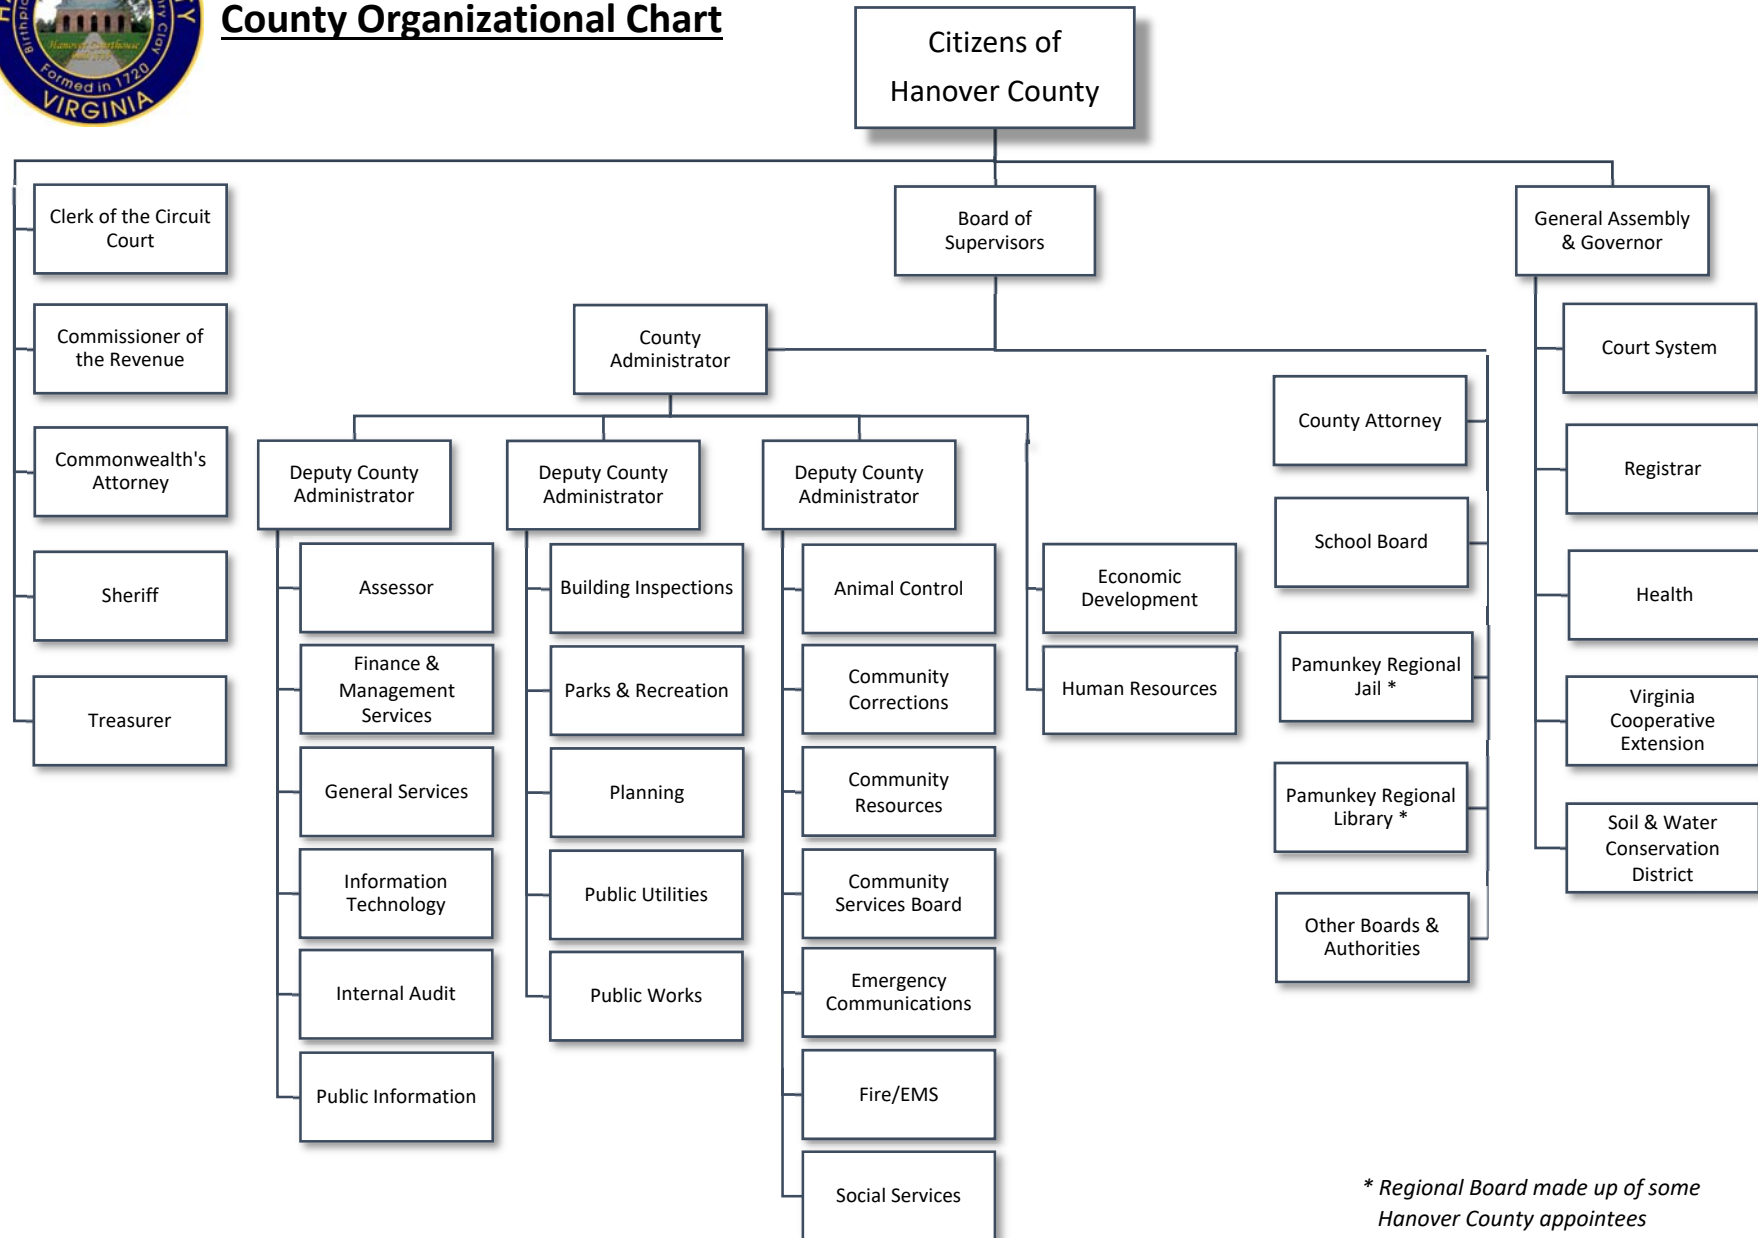 County Organizational Chart
Formed in 1720
VIRGINIA
Citizens of
Hanover County
Clerk of the Circuit
Court
Commissioner of
the Revenue
Commonwealth's
Attorney
Sheriff
Treasurer
Board of
Supervisors
County
Administrator
Deputy County
Administrator
Assessor
Finance &
Management
Services
General Services
Information
Technology
Internal Audit
Public Information
Deputy County
Administrator
Building Inspections
Parks & Recreation
Planning
Public Utilities
Public Works
Deputy County
Administrator
Animal Control
Community
Corrections
Community
Resources
Community
Services Board
Emergency
Communications
Fire/EMS
Social Services
Economic
Development
Human Resources
County Attorney
School Board
Pamunkey Regional
Jail *
Pamunkey Regional
Library *
Other Boards &
Authorities
General Assembly
& Governor
Court System
Registrar
Health
Virginia
Cooperative
Extension
Soil & Water
Conservation
District
* Regional Board made up of some
Hanover County appointees